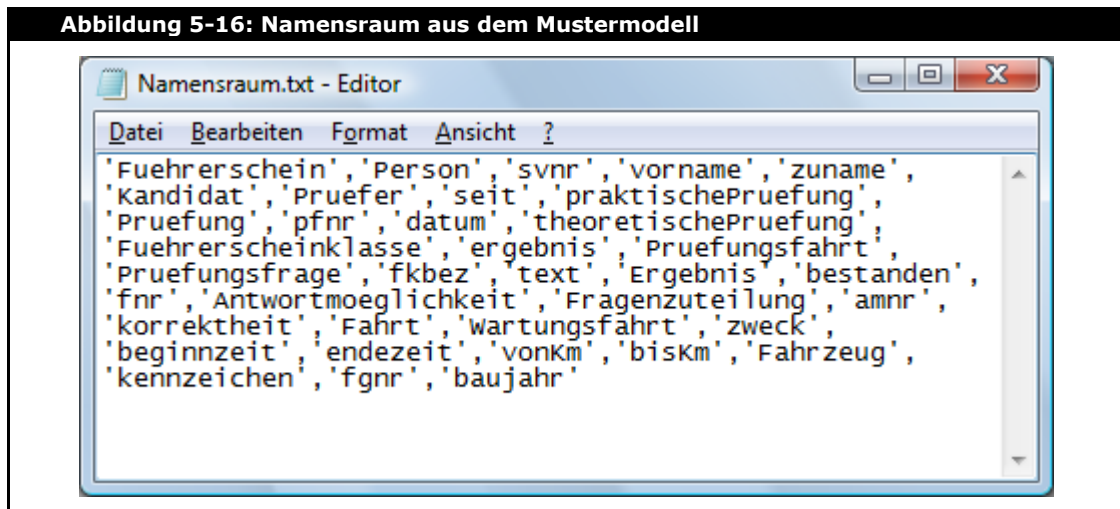 Abbildung 5-16: Namensraum aus dem Mustermodell
Namensraum.txt - Editor
Datei Bearbeiten Format Ansicht ?
'Fuehrerschein','Person','svnr','vorname','zuname',
'Kandidat','Pruefer','seit','praktischePruefung',
'Pruefung','pfnr','datum','theoretischePruefung',
'Fuehrerscheinklasse','ergebnis','Pruefungsfahrt',
'Pruefungsfrage','fkbez','text','Ergebnis','bestanden',
'fnr','Antwortmoeglichkeit','Fragenzuteilung','amnr',
'korrektheit','Fahrt','Wartungsfahrt','zweck',
'beginnzeit','endezeit','vonKm','bisKm','Fahrzeug',
'kennzeichen','fgnr','baujahr'